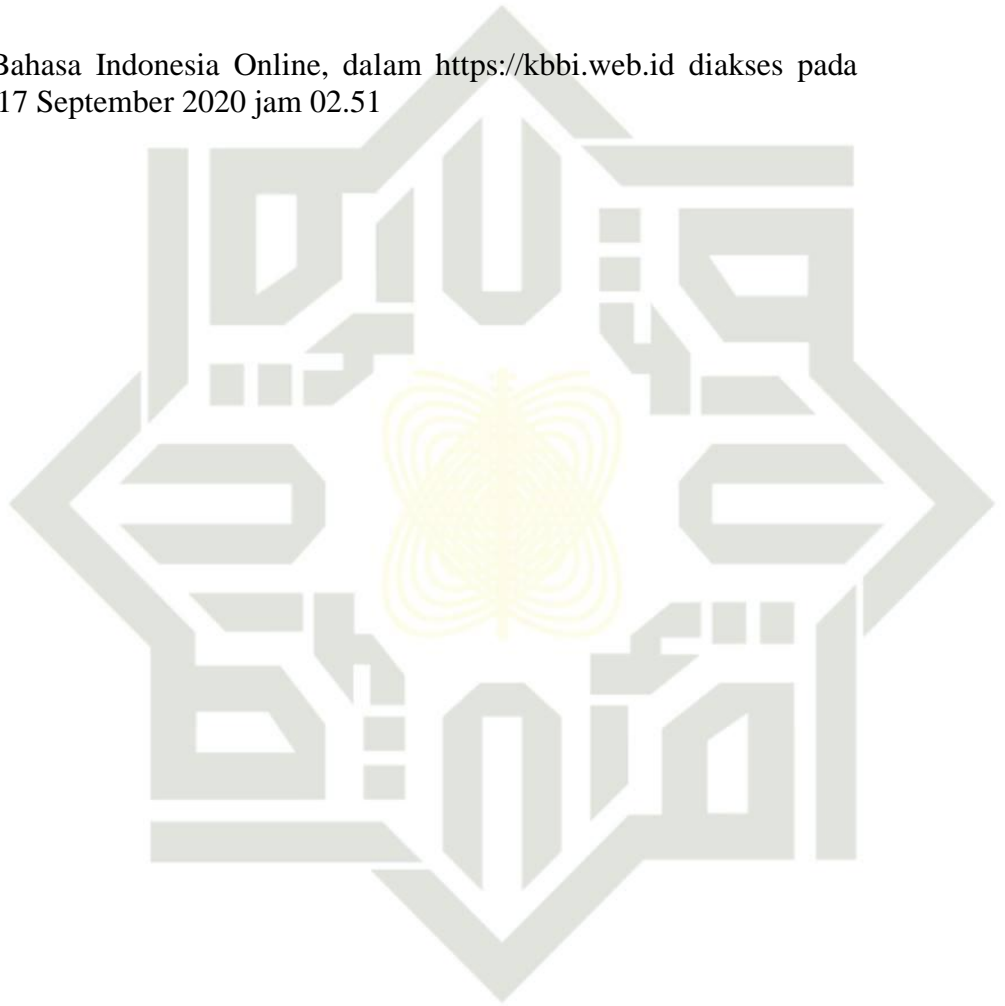 Bahasa Indonesia Online, dalam https://kbbi.web.id diakses pada
17 September 2020 jam 02.51